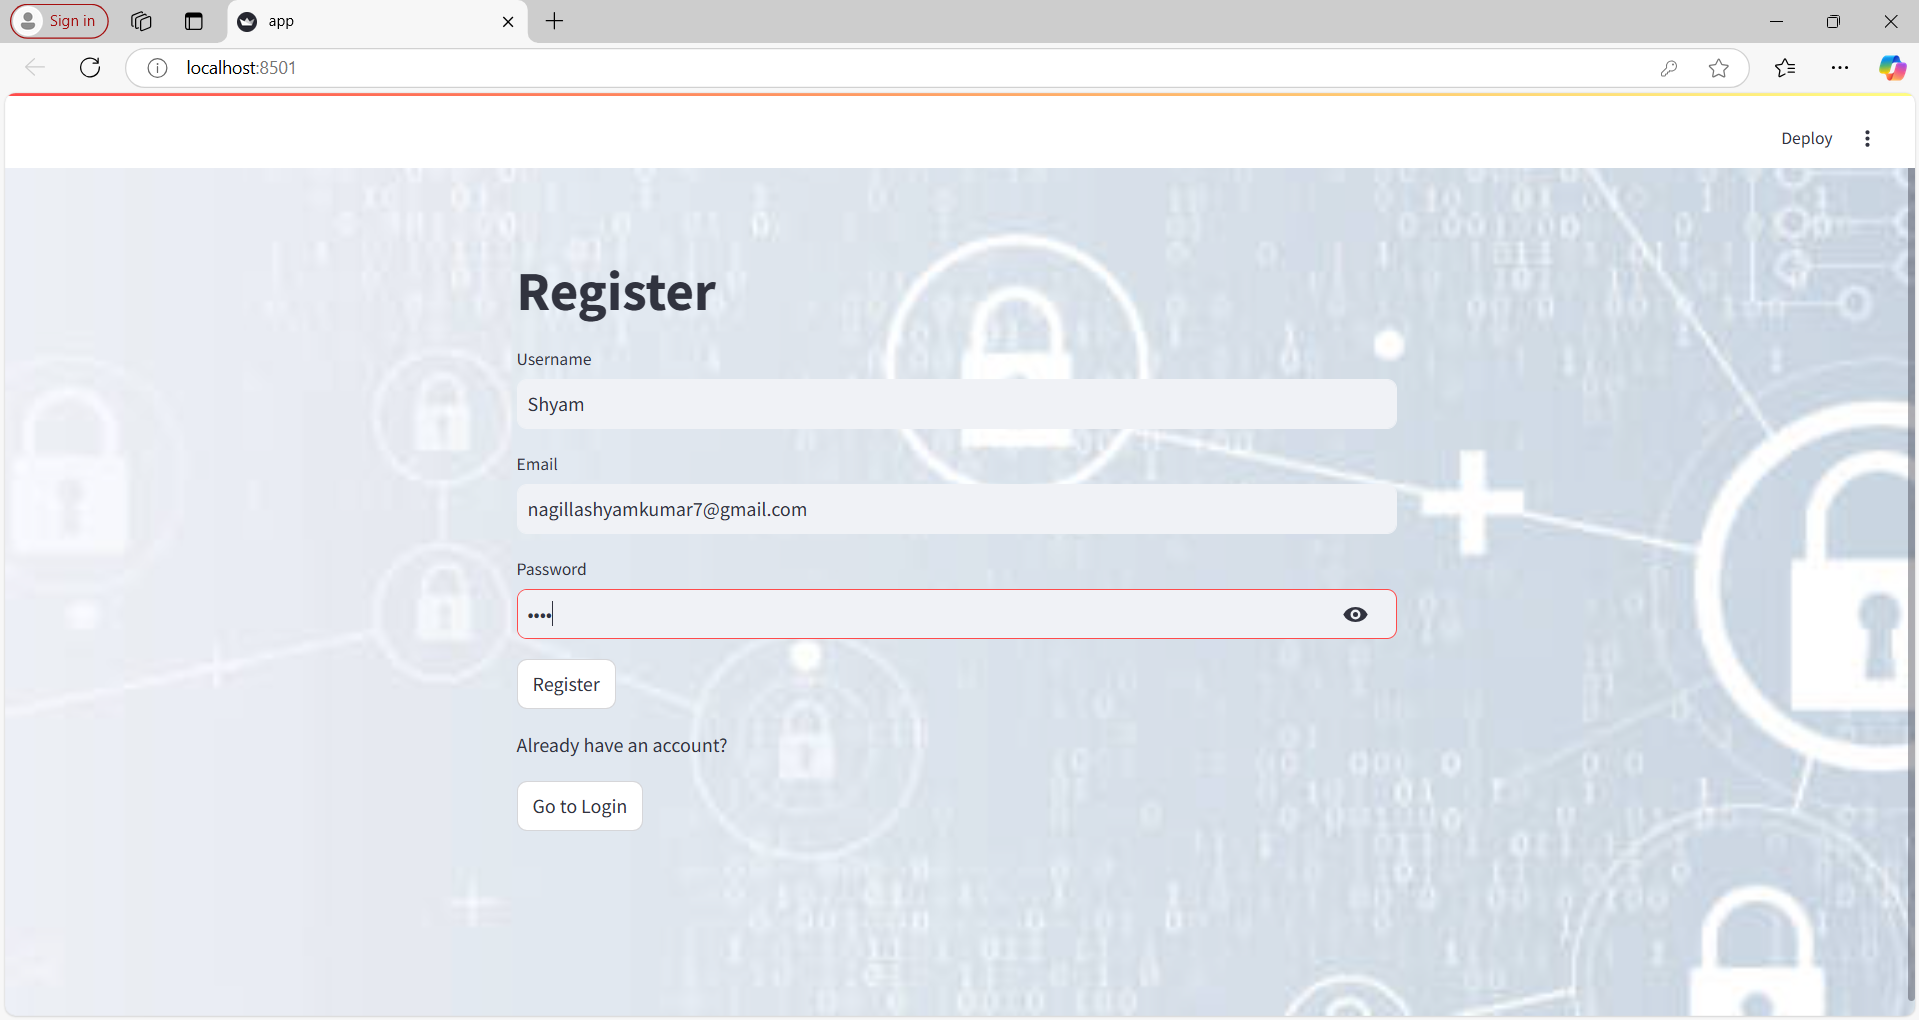 Sign in
app
localhost:8501
Deploy
Register
Username
Shyam
Email
nagillashyamkumar7@gmail.com
Password
••••
Register
Already have an account?
Go to Login